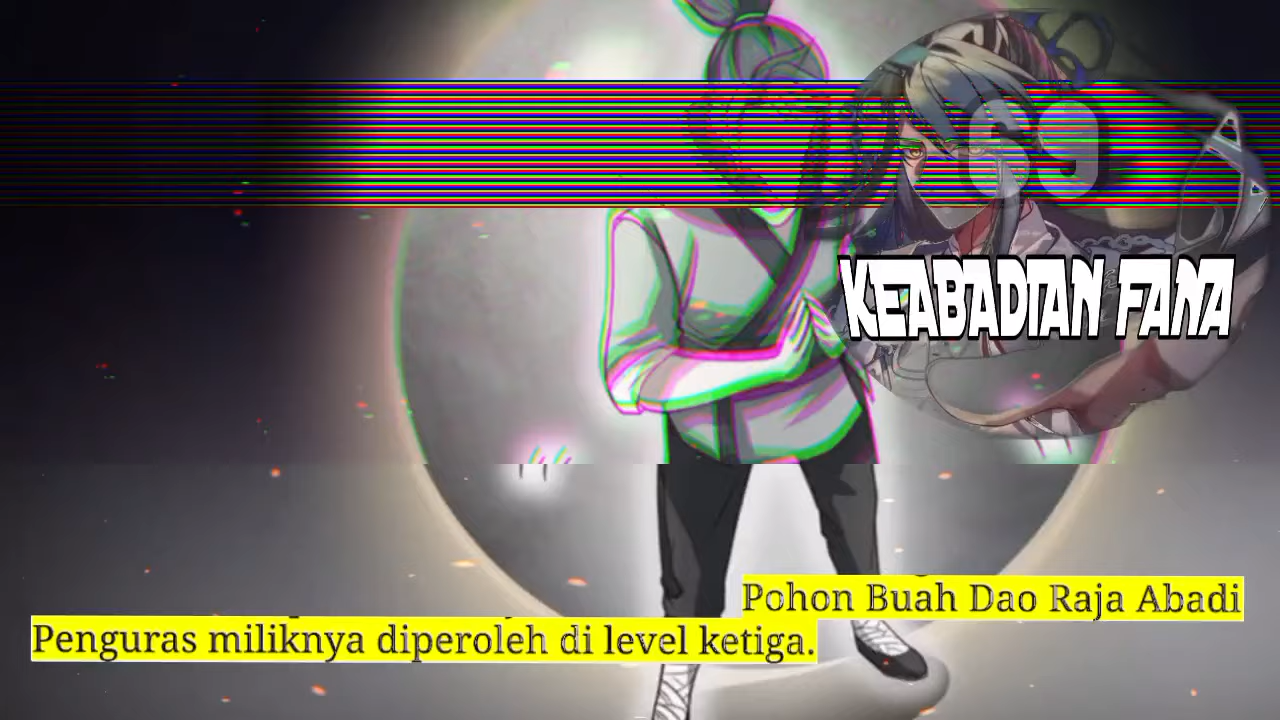 69
KEABADIAN FANA
Pohon Buah Dao Raja Abadi
Penguras miliknya diperoleh di level ketiga.